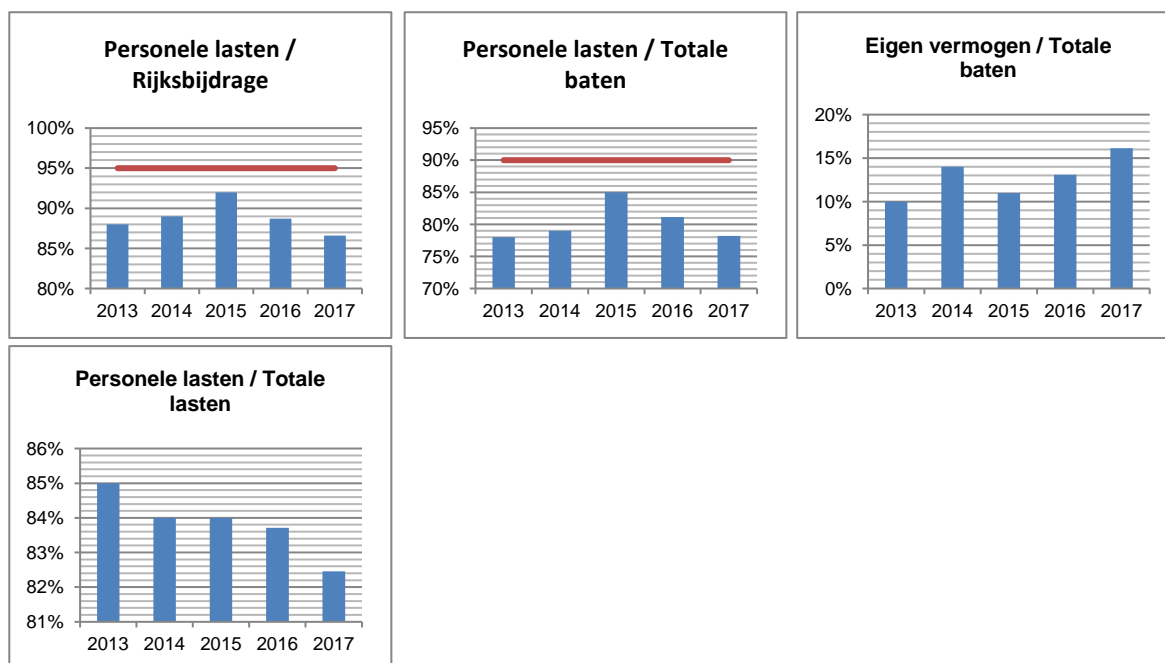 Personele lasten /
Rijksbijdrage
100%
95%
90%
85%
80%
2013 2014 2015 2016 2017
Personele lasten / Totale
baten
95%
90%
85%
80%
75%
70%
2013 2014 2015 2016 2017
Eigen vermogen / Totale
baten
20%
15%
10%
5%
0%
2013 2014 2015 2016 2017
Personele lasten / Totale
lasten
86%
85%
84%
83%
82%
81%
2013 2014 2015 2016 2017